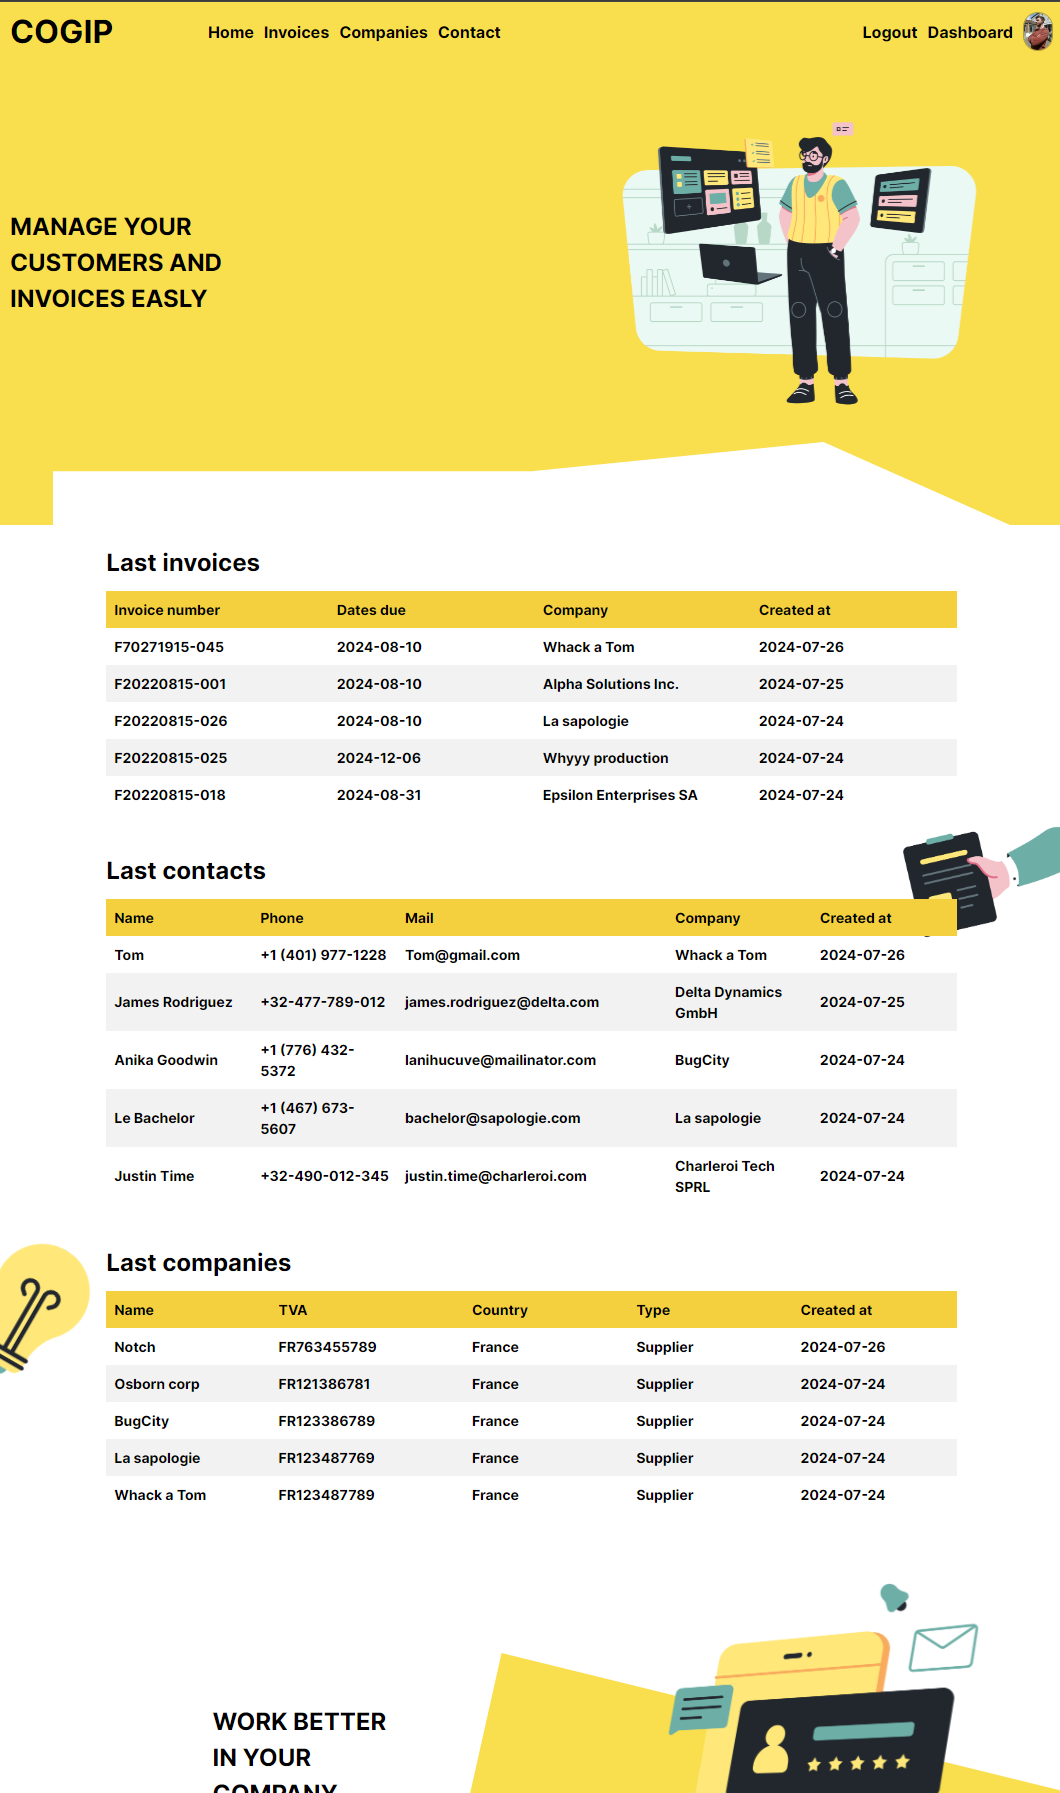 COGIP Home Invoices Companies Contact Logout Dashboard
MANAGE YOUR
CUSTOMERS AND
INVOICES EASLY
Last invoices
Invoice number Dates due Company Created at
F70271915-045 2024-08-10 Whack a Tom 2024-07-26
F20220815-001 2024-08-10 Alpha Solutions Inc. 2024-07-25
F20220815-026 2024-08-10 La sapologie 2024-07-24
F20220815-025 2024-12-06 Whyyy production 2024-07-24
F20220815-018 2024-08-31 Epsilon Enterprises SA 2024-07-24
Last contacts
Name Phone Mail Company Created at
Tom +1 (401) 977-1228 Tom@gmail.com Whack a Tom 2024-07-26
James Rodriguez +32-477-789-012 james.rodriguez@delta.com Delta Dynamics
GmbH 2024-07-25
Anika Goodwin +1 (776) 432-
5372 lanihucuve@mailinator.com BugCity 2024-07-24
Le Bachelor +1 (467) 673-
5607 bachelor@sapologie.com La sapologie 2024-07-24
Justin Time +32-490-012-345 justin.time@charleroi.com Charleroi Tech
SPRL 2024-07-24
Last companies
Name TVA Country Type Created at
Notch FR763455789 France Supplier 2024-07-26
Osborn corp FR121386781 France Supplier 2024-07-24
BugCity FR123386789 France Supplier 2024-07-24
La sapologie FR123487769 France Supplier 2024-07-24
Whack a Tom FR123487789 France Supplier 2024-07-24
WORK BETTER
IN YOUR
COMPANY